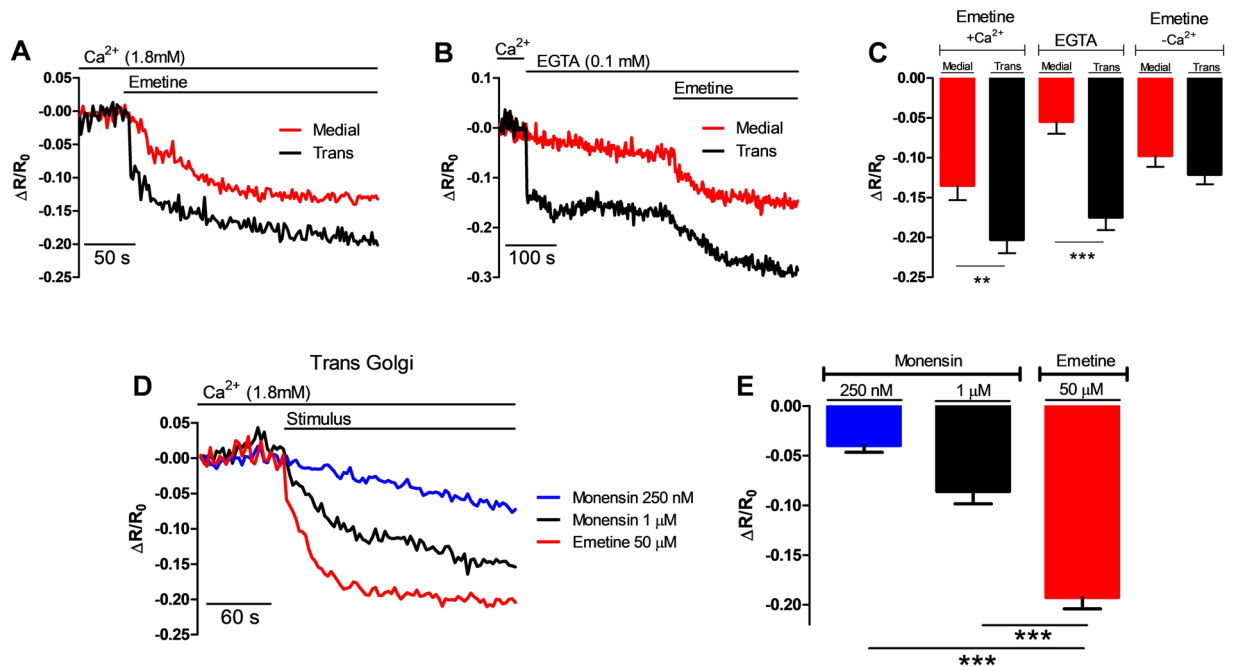 A
Ca2+ (1.8mM)
Emetine
0.05
-0.00
-0.05
-0.10
-0.15
-0.20
-0.25
ΔR/R0
Medial
Trans
50 s
B
Ca2+
EGTA (0.1 mM)
Emetine
0.1
-0.0
-0.1
-0.2
-0.3
ΔR/R0
Medial
Trans
100 s
C
Emetine
+Ca2+
EGTA
Emetine
-Ca2+
Medial Trans Medial Trans Medial Trans
0.00
-0.05
-0.10
-0.15
-0.20
-0.25
ΔR/R0
**
***
D
Trans Golgi
Ca2+ (1.8mM)
Stimulus
0.05
-0.00
-0.05
-0.10
-0.15
-0.20
-0.25
ΔR/R0
Monensin 250 nM
Monensin 1 μM
Emetine 50 μM
60 s
E
Monensin Emetine
250 nM 1 μM 50 μM
0.00
-0.05
-0.10
-0.15
-0.20
ΔR/R0
***
***